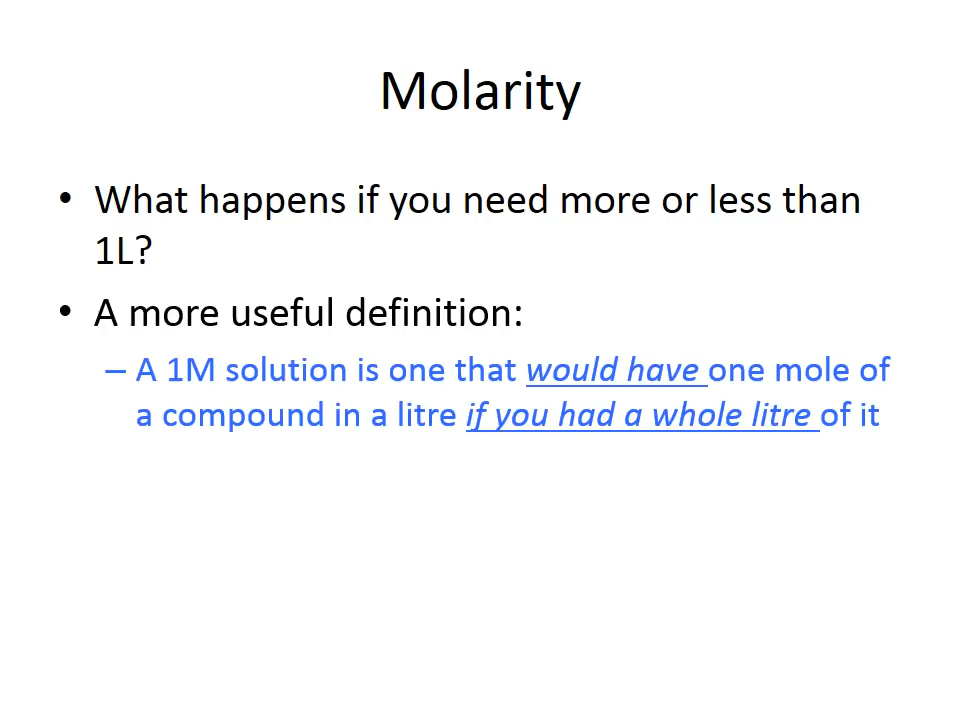 Molarity
• What happens if you need more or less than
1L?
• A more useful definition:
– A 1M solution is one that would have one mole of
a compound in a litre if you had a whole litre of it